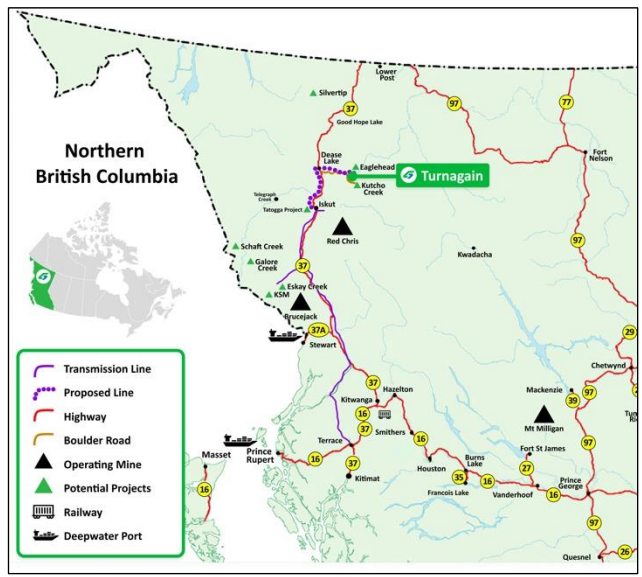 Northern
British Columbia
Lower
Post
Silvertip
37
Good Hope Lake
97
77
Fort
Nelson
Dease
Lake
Eaglehead
Turnagain
Kutcho
Creek
Telegraph
Creek
Tatogga Project
Iskut
Red Chris
97
Schaft Creek
Galore
Creek
Kwadacha
37
Eskay Creek
KSM
Brucejack
37A
Stewart
29
Chetwynd
Transmission Line
Proposed Line
Highway
Boulder Road
Operating Mine
Potential Projects
Railway
Deepwater Port
37
Hazelton
Kitwanga
16
37
Smithers
16
Mackenzie
97
39
97
Mt Milligan
Masset
Prince
Rupert
Terrace
16
37
Kitimat
Houston
Burns
Lake
35
Francois Lake
16
Fort St James
27
Vanderhoof
16
Prince
George
16
16
97
Quesnel
26